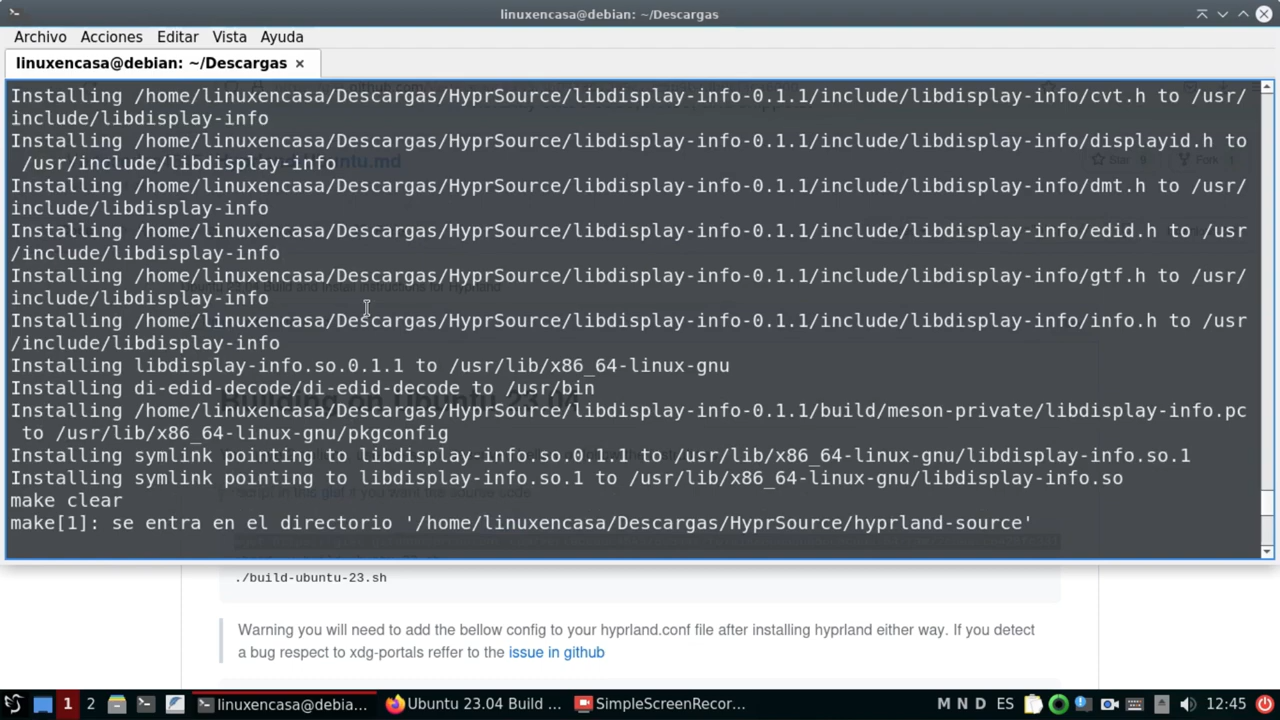 linuxencasa@debian: ~/Descargas
Archivo Acciones Editar Vista Ayuda
linuxencasa@debian: ~/Descargas ×
Installing /home/linuxencasa/Descargas/HyprSource/libdisplay-info-0.1.1/include/libdisplay-info/cvt.h to /usr/
include/libdisplay-info
Installing /home/linuxencasa/Descargas/HyprSource/libdisplay-info-0.1.1/include/libdisplay-info/displayid.h to
/usr/include/libdisplay-info
Installing /home/linuxencasa/Descargas/HyprSource/libdisplay-info-0.1.1/include/libdisplay-info/dmt.h to /usr/
include/libdisplay-info
Installing /home/linuxencasa/Descargas/HyprSource/libdisplay-info-0.1.1/include/libdisplay-info/edid.h to /usr
/include/libdisplay-info
Installing /home/linuxencasa/Descargas/HyprSource/libdisplay-info-0.1.1/include/libdisplay-info/gtf.h to /usr/
include/libdisplay-info
Installing /home/linuxencasa/Descargas/HyprSource/libdisplay-info-0.1.1/include/libdisplay-info/info.h to /usr
/include/libdisplay-info
Installing libdisplay-info.so.0.1.1 to /usr/lib/x86_64-linux-gnu
Installing di-edid-decode/di-edid-decode to /usr/bin
Installing /home/linuxencasa/Descargas/HyprSource/libdisplay-info-0.1.1/build/meson-private/libdisplay-info.pc
to /usr/lib/x86_64-linux-gnu/pkgconfig
Installing symlink pointing to libdisplay-info.so.0.1.1 to /usr/lib/x86_64-linux-gnu/libdisplay-info.so.1
Installing symlink pointing to libdisplay-info.so.1 to /usr/lib/x86_64-linux-gnu/libdisplay-info.so
make clear
make[1]: se entra en el directorio '/home/linuxencasa/Descargas/HyprSource/hyprland-source'
./build-ubuntu-23.sh
Warning you will need to add the bellow config to your hyprland.conf file after installing hyprland either way. If you detect
a bug respect to xdg-portals reffer to the issue in github
1 2 linuxencasa@debia... Ubuntu 23.04 Build ... SimpleScreenRecor... M N D ES 12:45